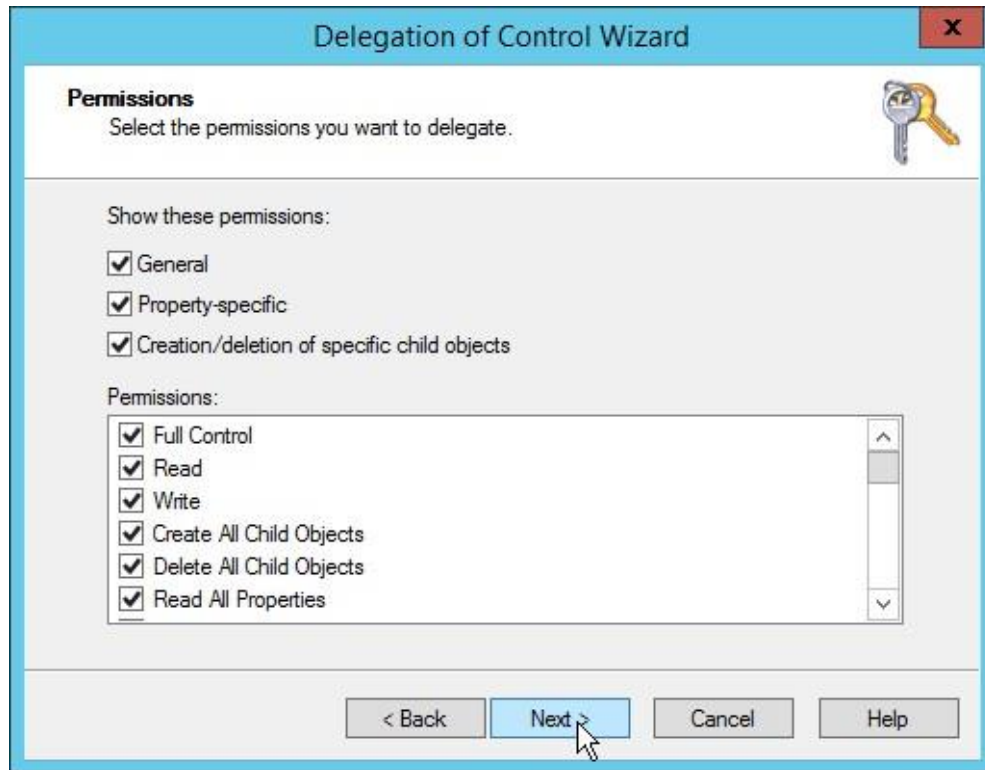 Delegation of Control Wizard
x
Permissions
Select the permissions you want to delegate.
Show these permissions:
General
Property-specific
Creation/deletion of specific child objects
Permissions:
Full Control
Read
Write
Create All Child Objects
Delete All Child Objects
Read All Properties
< Back Next > Cancel Help